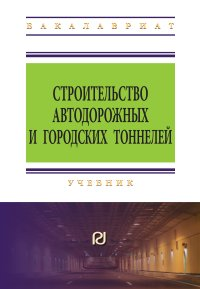 БАКАЛАВРИАТ
СТРОИТЕЛЬСТВО
АВТОДОРОЖНЫХ
И ГОРОДСКИХ ТОННЕЛЕЙ
УЧЕБНИК